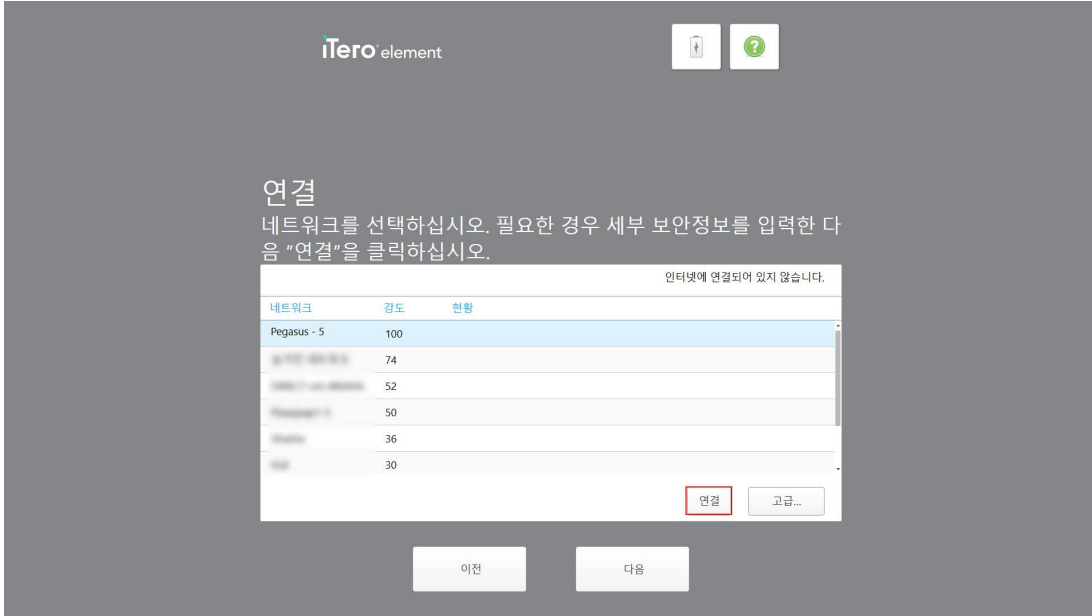 iTero element
연결
네트워크를 선택하십시오. 필요한 경우 세부 보안정보를 입력한 다
음 “연결”을 클릭하십시오.
인터넷에 연결되어 있지 않습니다.
네트워크 강도 현황
Pegasus - 5 100
74
52
50
36
30
연결 고급...
이전 다음